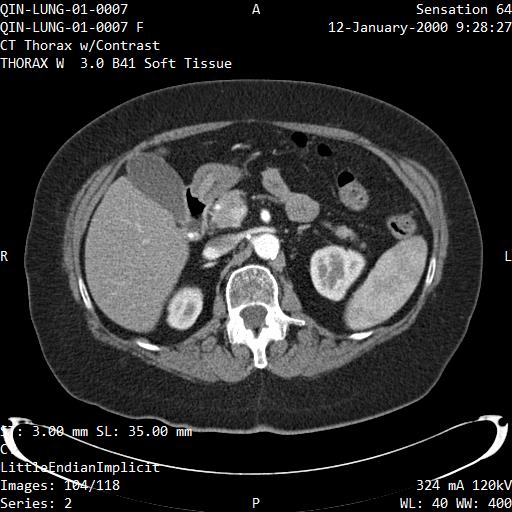 QIN-LUNG-01-0007
A
Sensation 64
QIN-LUNG-01-0007 F
12-January-2000 9:28:27
CT Thorax w/Contrast
THORAX W 3.0 B41 Soft Tissue
R
L
3.00 mm SL: 35.00 mm
LittleEndianImplicit
Images: 104/118
324 mA 120kV
Series: 2
P
WL: 40 WW: 400